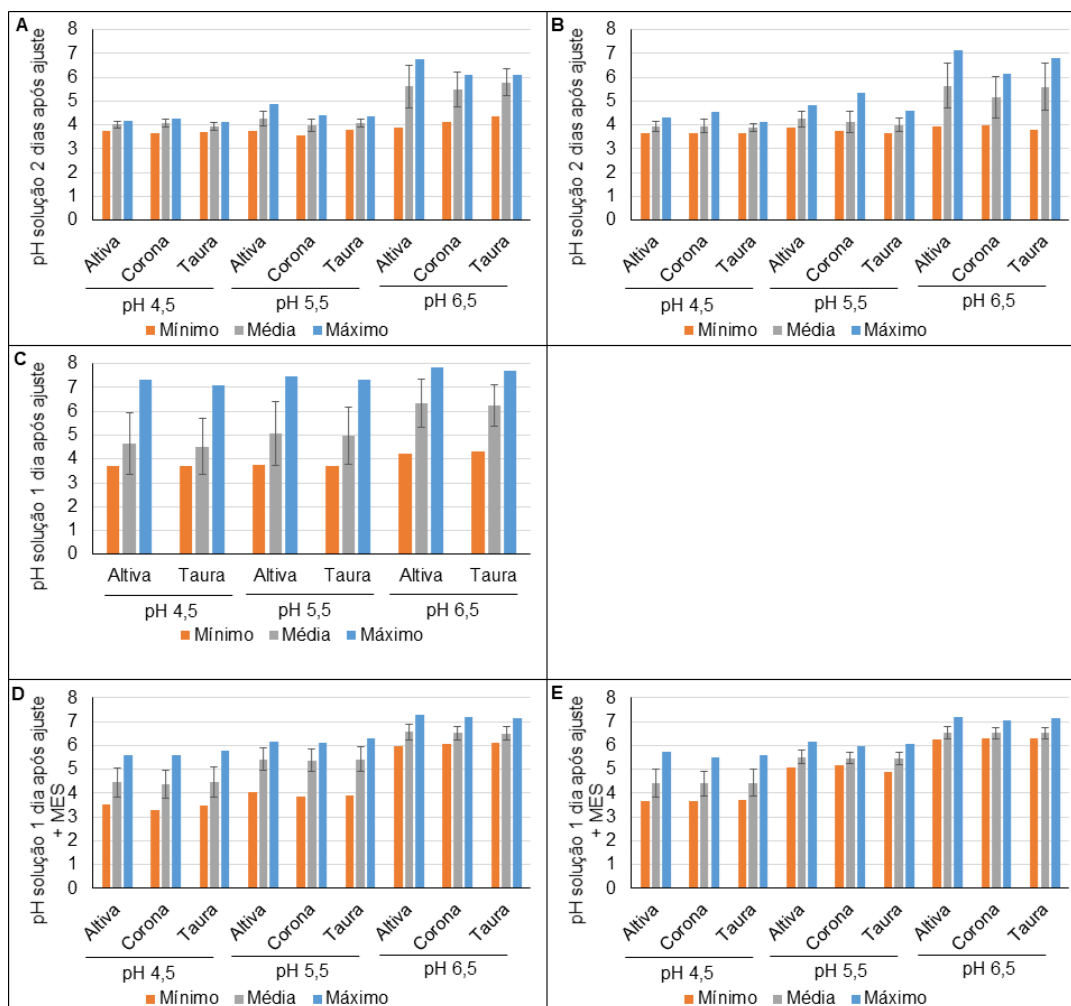 A
pH solução 2 dias após ajuste
8
7
6
5
4
3
2
1
0
Altiva Corona Taura Altiva Corona Taura Altiva Corona Taura
pH 4,5 pH 5,5 pH 6,5
Mínimo Média Máximo
B
pH solução 2 dias após ajuste
8
7
6
5
4
3
2
1
0
Altiva Corona Taura Altiva Corona Taura Altiva Corona Taura
pH 4,5 pH 5,5 pH 6,5
Mínimo Média Máximo
C
pH solução 1 dia após ajuste
8
7
6
5
4
3
2
1
0
Altiva Taura Altiva Taura Altiva Taura
pH 4,5 pH 5,5 pH 6,5
Mínimo Média Máximo
D
pH solução 1 dia após ajuste
+ MES
8
7
6
5
4
3
2
1
0
Altiva Corona Taura Altiva Corona Taura Altiva Corona Taura
pH 4,5 pH 5,5 pH 6,5
Mínimo Média Máximo
E
pH solução 1 dia após ajuste
+ MES
8
7
6
5
4
3
2
1
0
Altiva Corona Taura Altiva Corona Taura Altiva Corona Taura
pH 4,5 pH 5,5 pH 6,5
Mínimo Média Máximo